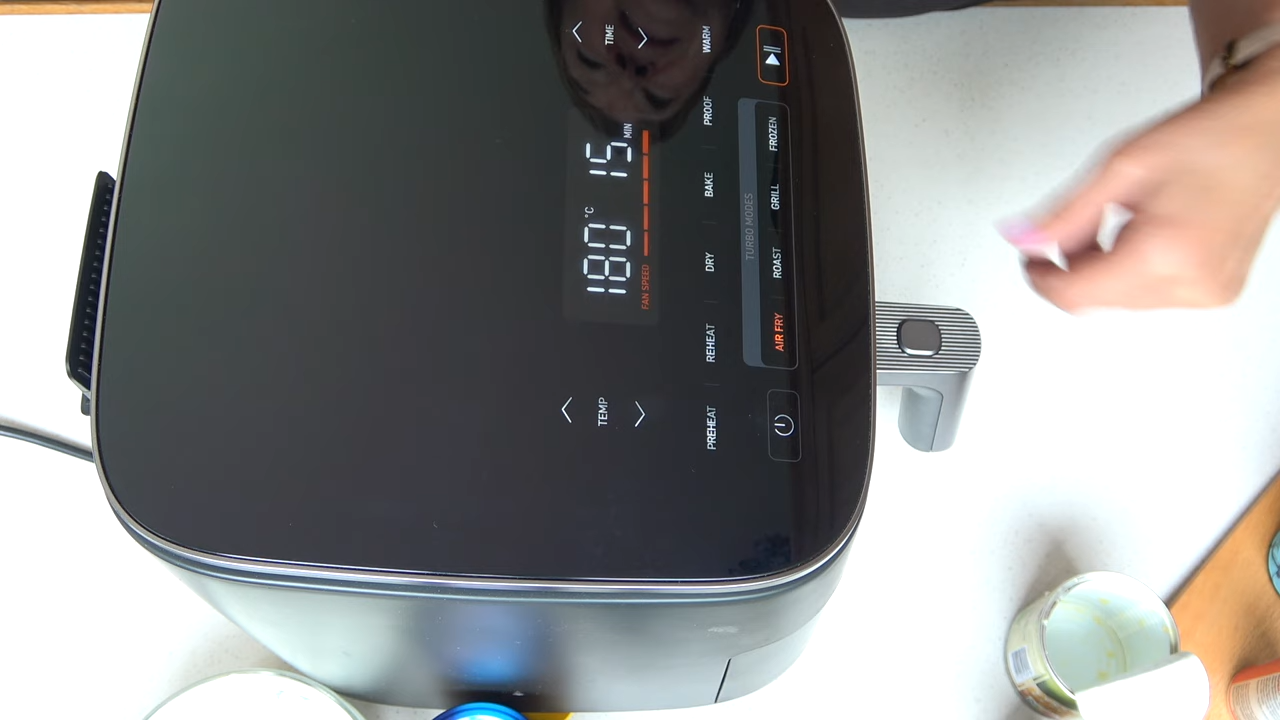 TEMP
TIME
180°C 15 MIN
FAN SPEED
PREHEAT REHEAT DRY BAKE PROOF WARM
TURBO MODES
AIR FRY ROAST GRILL FROZEN